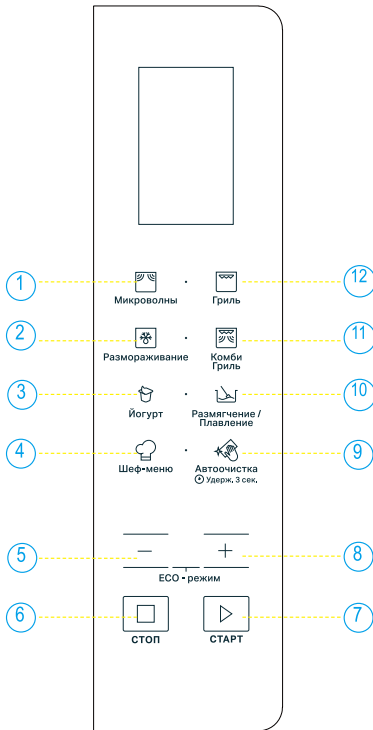 1
12
Микроволны
Гриль
2
11
Размораживание
Комби
Гриль
3
10
Йогурт
Размягчение /
Плавление
4
9
Шеф-меню
Автоочистка
Удерж. 3 сек.
5
− +
8
ECO - режим
6
7
СТОП
СТАРТ